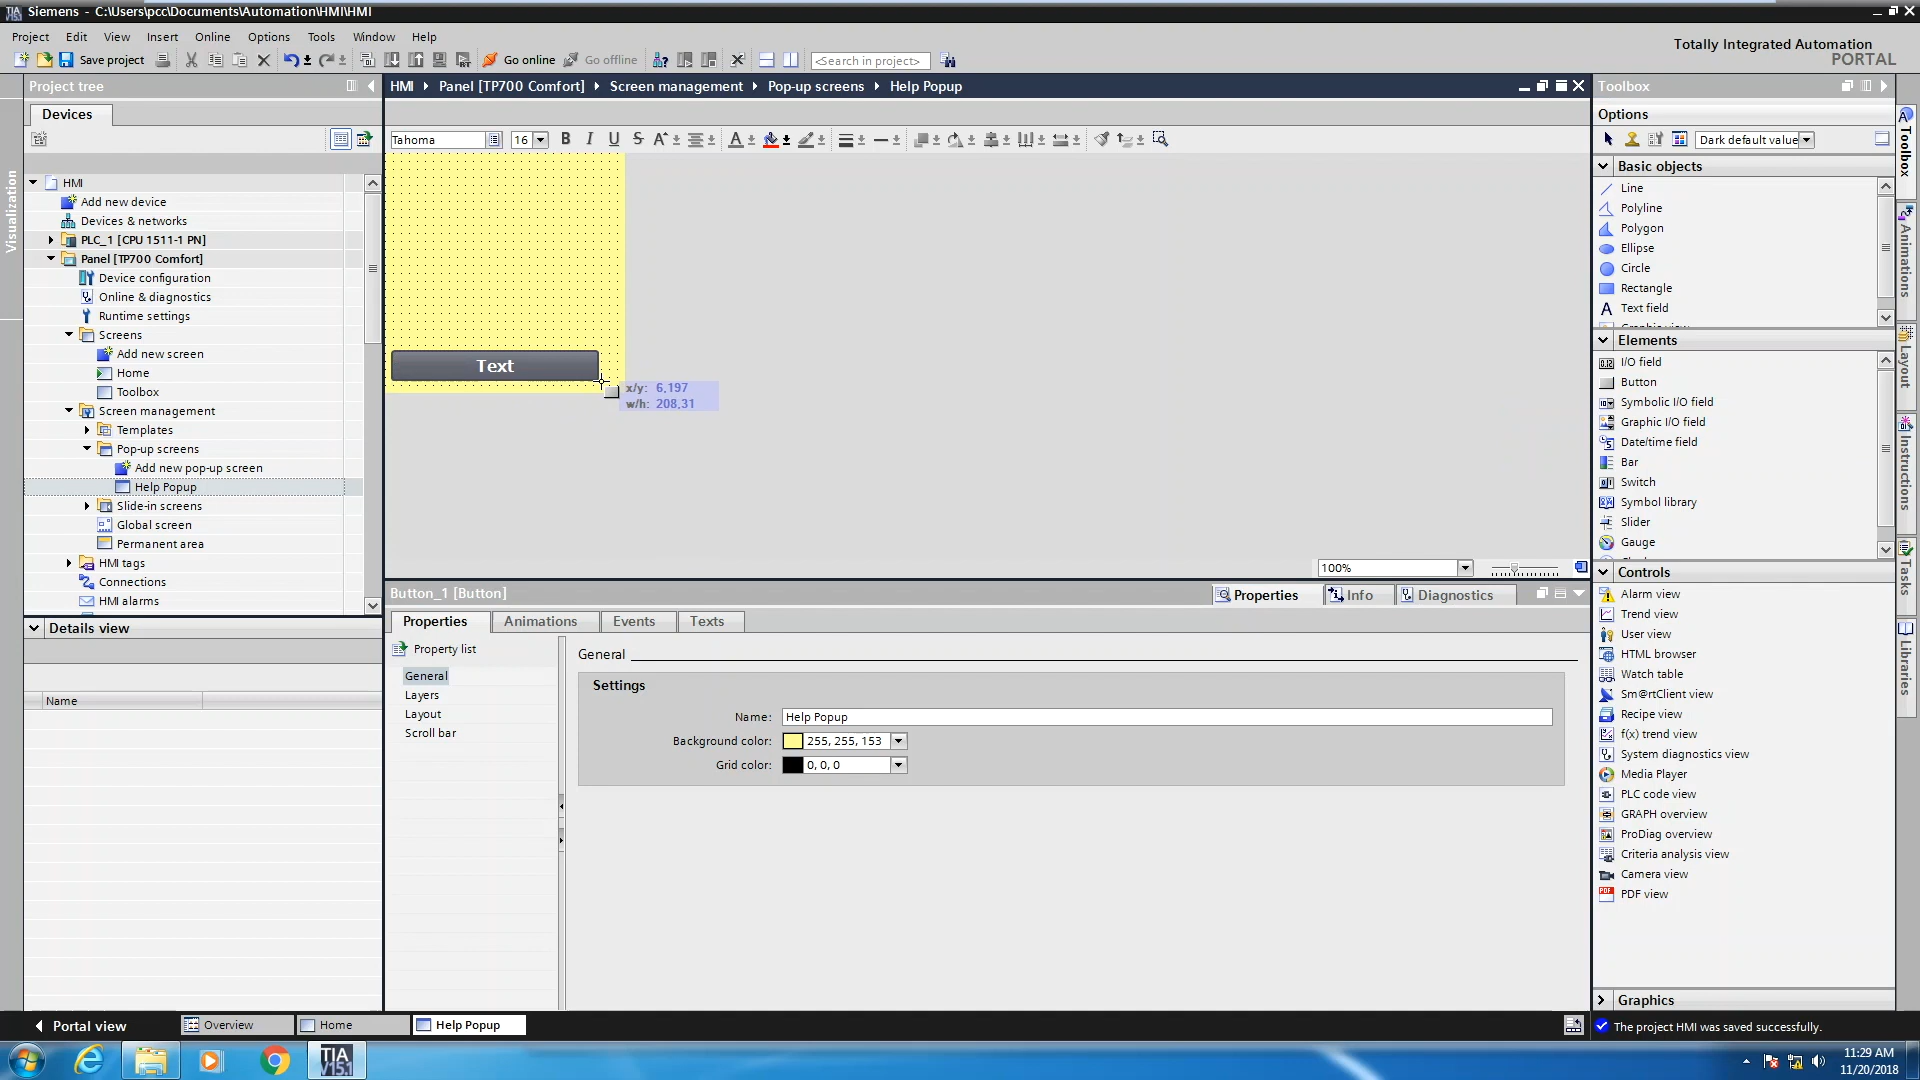 Siemens - C:\Users\pcc\Documents\Automation\HMI\HMI
Project Edit View Insert Online Options Tools Window Help
Totally Integrated Automation
PORTAL
Save project
Go online
Go offline
<Search in project>
Project tree
HMI Panel [TP700 Comfort] Screen management Pop-up screens Help Popup
Toolbox
Devices
Options
Tahoma
16
Dark default value
Visualization
HMI
Add new device
Devices & networks
PLC_1 [CPU 1511-1 PN]
Panel [TP700 Comfort]
Device configuration
Online & diagnostics
Runtime settings
Screens
Add new screen
Home
Toolbox
Screen management
Templates
Pop-up screens
Add new pop-up screen
Help Popup
Slide-in screens
Global screen
Permanent area
HMI tags
Connections
HMI alarms
Text
x/y: 6,197
w/h: 208,31
100%
Basic objects
Line
Polyline
Polygon
Ellipse
Circle
Rectangle
Text field
Elements
I/O field
Button
Symbolic I/O field
Graphic I/O field
Date/time field
Bar
Switch
Symbol library
Slider
Gauge
Controls
Alarm view
Trend view
User view
HTML browser
Watch table
Sm@rtClient view
Recipe view
f(x) trend view
System diagnostics view
Media Player
PLC code view
GRAPH overview
ProDiag overview
Criteria analysis view
Camera view
PDF view
Graphics
Toolbox
Animations
Instructions
Tasks
Libraries
Details view
Name
Button_1 [Button]
Properties Info Diagnostics
Properties Animations Events Texts
Property list
General
Layers
Layout
Scroll bar
General
Settings
Name: Help Popup
Background color: 255, 255, 153
Grid color: 0, 0, 0
Portal view
Overview
Home
Help Popup
The project HMI was saved successfully.
TIA
V15.1
11:29 AM
11/20/2018